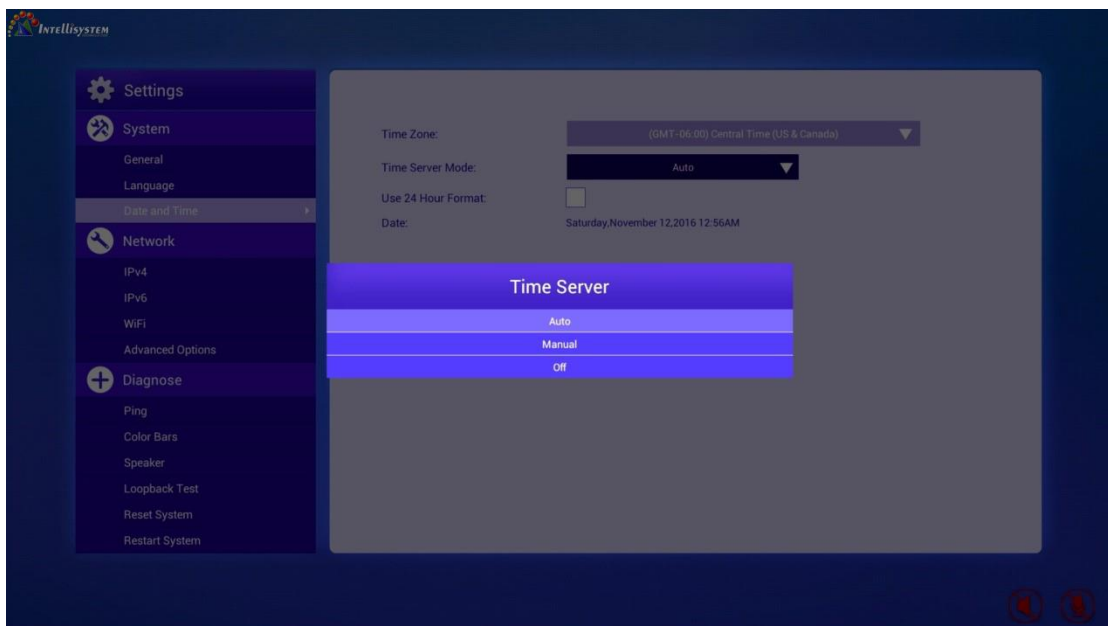 Intellisystem
Settings
System
General
Language
Date and Time
Network
IPv4
IPv6
WiFi
Advanced Options
Diagnose
Ping
Color Bars
Speaker
Loopback Test
Reset System
Restart System
Time Zone: (GMT-06:00) Central Time (US & Canada)
Time Server Mode: Auto
Use 24 Hour Format:
Date: Saturday,November 12,2016 12:56AM
Time Server
Auto
Manual
Off